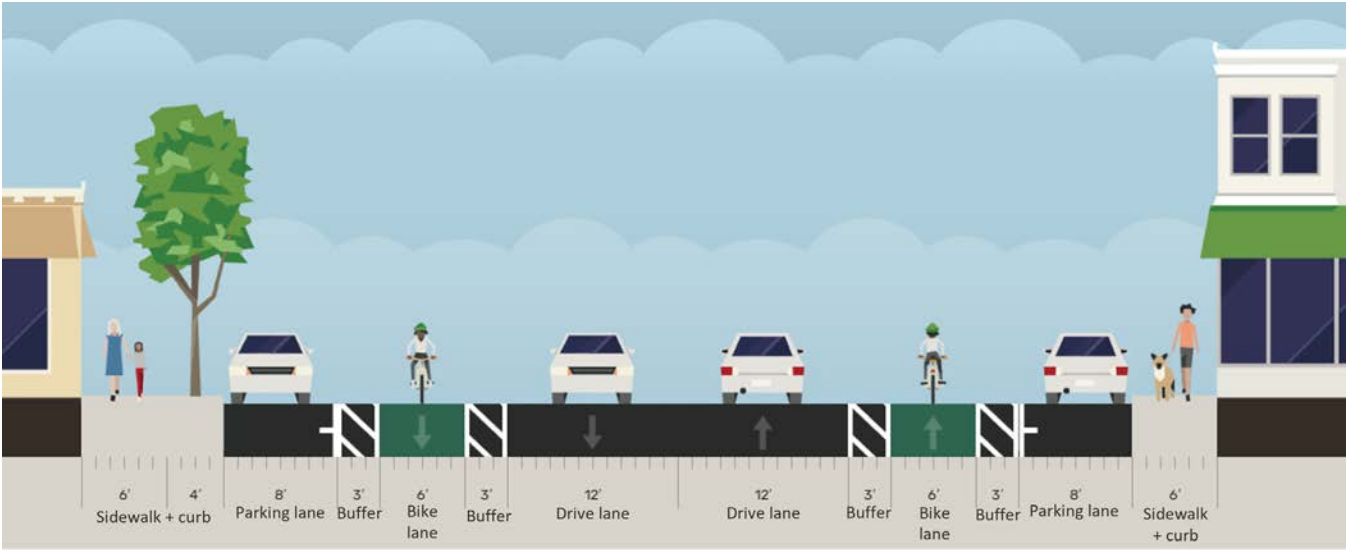 6' 4' 8' 3' 6' 3' 12' 12' 3' 6' 3' 8' 6'
Sidewalk + curb
Parking lane
Buffer
Bike
lane
Buffer
Drive lane
Drive lane
Buffer
Bike
lane
Buffer
Parking lane
Sidewalk
+ curb